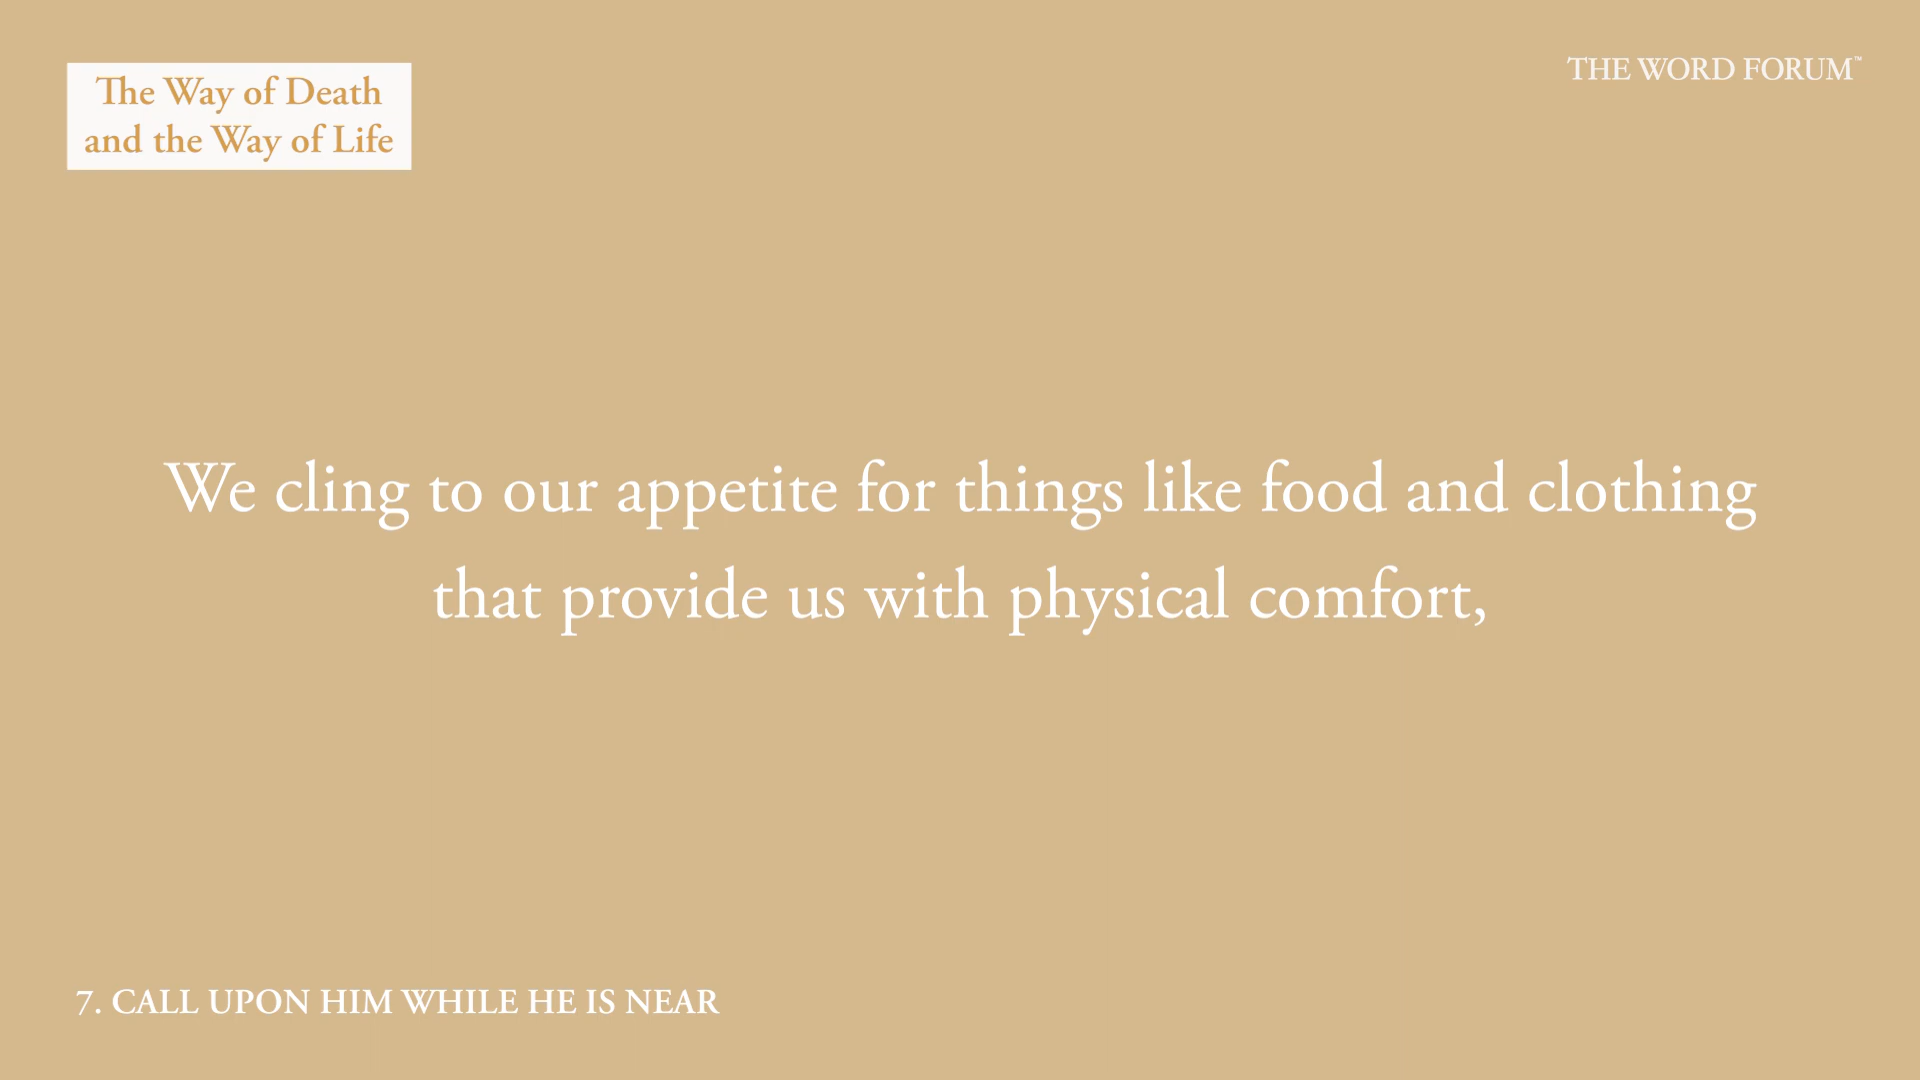 The Way of Death
and the Way of Life
THE WORD FORUM™
We cling to our appetite for things like food and clothing
that provide us with physical comfort,
7. CALL UPON HIM WHILE HE IS NEAR